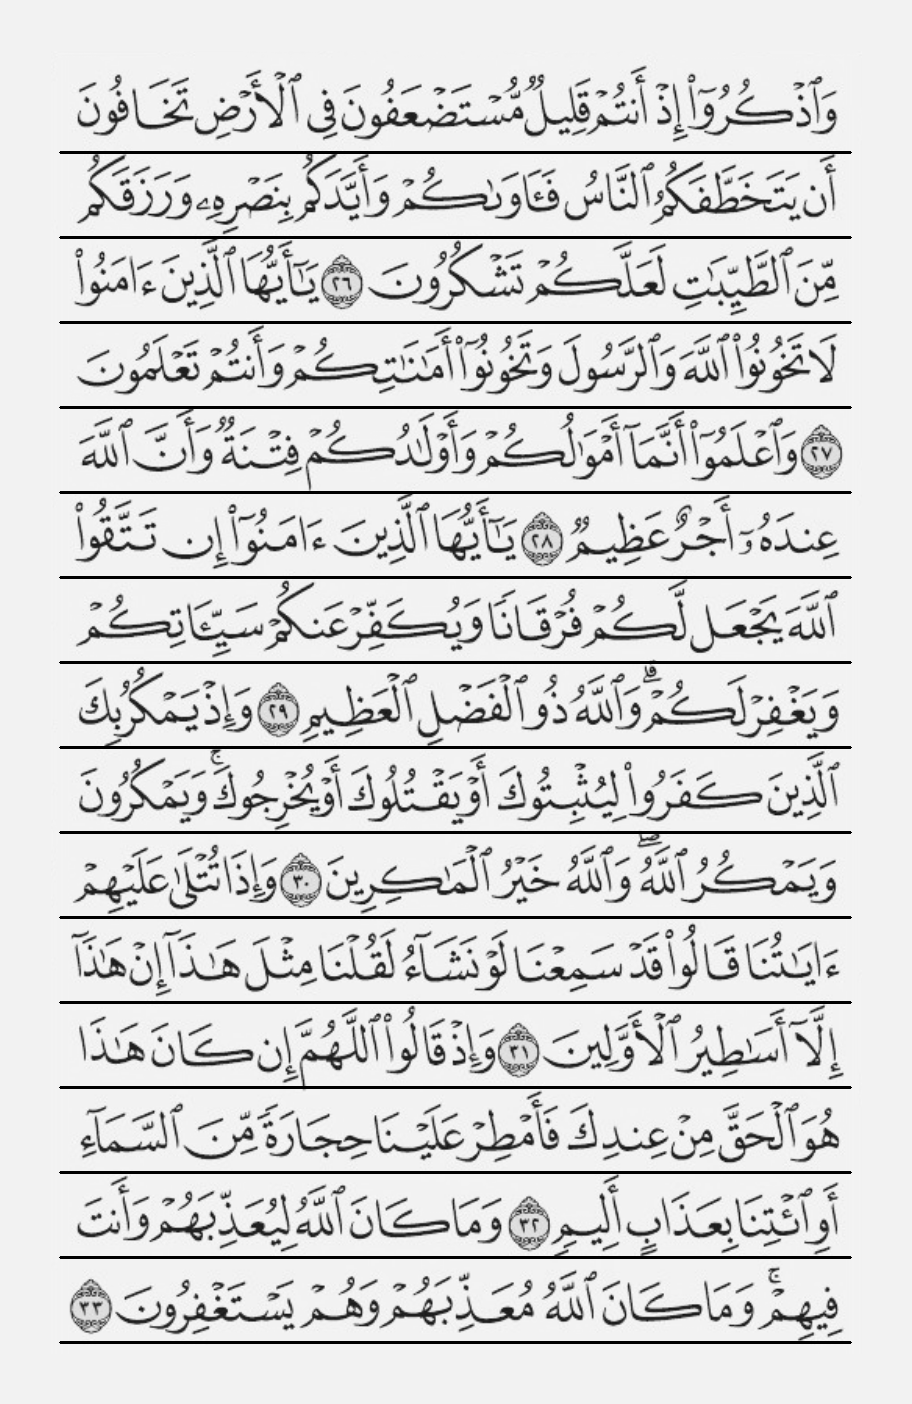 وَٱذْكُرُوٓا۟ إِذْ أَنتُمْ قَلِيلٌ مُّسْتَضْعَفُونَ فِى ٱلْأَرْضِ تَخَافُونَ
أَن يَتَخَطَّفَكُمُ ٱلنَّاسُ فَـَٔاوَىٰكُمْ وَأَيَّدَكُم بِنَصْرِهِۦ وَرَزَقَكُم
مِّنَ ٱلطَّيِّبَـٰتِ لَعَلَّكُمْ تَشْكُرُونَ ٢٦ يَـٰٓأَيُّهَا ٱلَّذِينَ ءَامَنُوا۟
لَا تَخُونُوا۟ ٱللَّهَ وَٱلرَّسُولَ وَتَخُونُوٓا۟ أَمَـٰنَـٰتِكُمْ وَأَنتُمْ تَعْلَمُونَ
٢٧ وَٱعْلَمُوٓا۟ أَنَّمَآ أَمْوَٰلُكُمْ وَأَوْلَـٰدُكُمْ فِتْنَةٌ وَأَنَّ ٱللَّهَ
عِندَهُۥٓ أَجْرٌ عَظِيمٌ ٢٨ يَـٰٓأَيُّهَا ٱلَّذِينَ ءَامَنُوٓا۟ إِن تَتَّقُوا۟
ٱللَّهَ يَجْعَل لَّكُمْ فُرْقَانًا وَيُكَفِّرْ عَنكُمْ سَيِّـَٔاتِكُمْ
وَيَغْفِرْ لَكُمْ ۗ وَٱللَّهُ ذُو ٱلْفَضْلِ ٱلْعَظِيمِ ٢٩ وَإِذْ يَمْكُرُ بِكَ
ٱلَّذِينَ كَفَرُوا۟ لِيُثْبِتُوكَ أَوْ يَقْتُلُوكَ أَوْ يُخْرِجُوكَ ۚ وَيَمْكُرُونَ
وَيَمْكُرُ ٱللَّهُ ۖ وَٱللَّهُ خَيْرُ ٱلْمَـٰكِرِينَ ٣٠ وَإِذَا تُتْلَىٰ عَلَيْهِمْ
ءَايَـٰتُنَا قَالُوا۟ قَدْ سَمِعْنَا لَوْ نَشَآءُ لَقُلْنَا مِثْلَ هَـٰذَآ إِنْ هَـٰذَآ
إِلَّآ أَسَـٰطِيرُ ٱلْأَوَّلِينَ ٣١ وَإِذْ قَالُوا۟ ٱللَّهُمَّ إِن كَانَ هَـٰذَا
هُوَ ٱلْحَقَّ مِنْ عِندِكَ فَأَمْطِرْ عَلَيْنَا حِجَارَةً مِّنَ ٱلسَّمَآءِ
أَوِ ٱئْتِنَا بِعَذَابٍ أَلِيمٍ ٣٢ وَمَا كَانَ ٱللَّهُ لِيُعَذِّبَهُمْ وَأَنتَ
فِيهِمْ ۚ وَمَا كَانَ ٱللَّهُ مُعَذِّبَهُمْ وَهُمْ يَسْتَغْفِرُونَ ٣٣